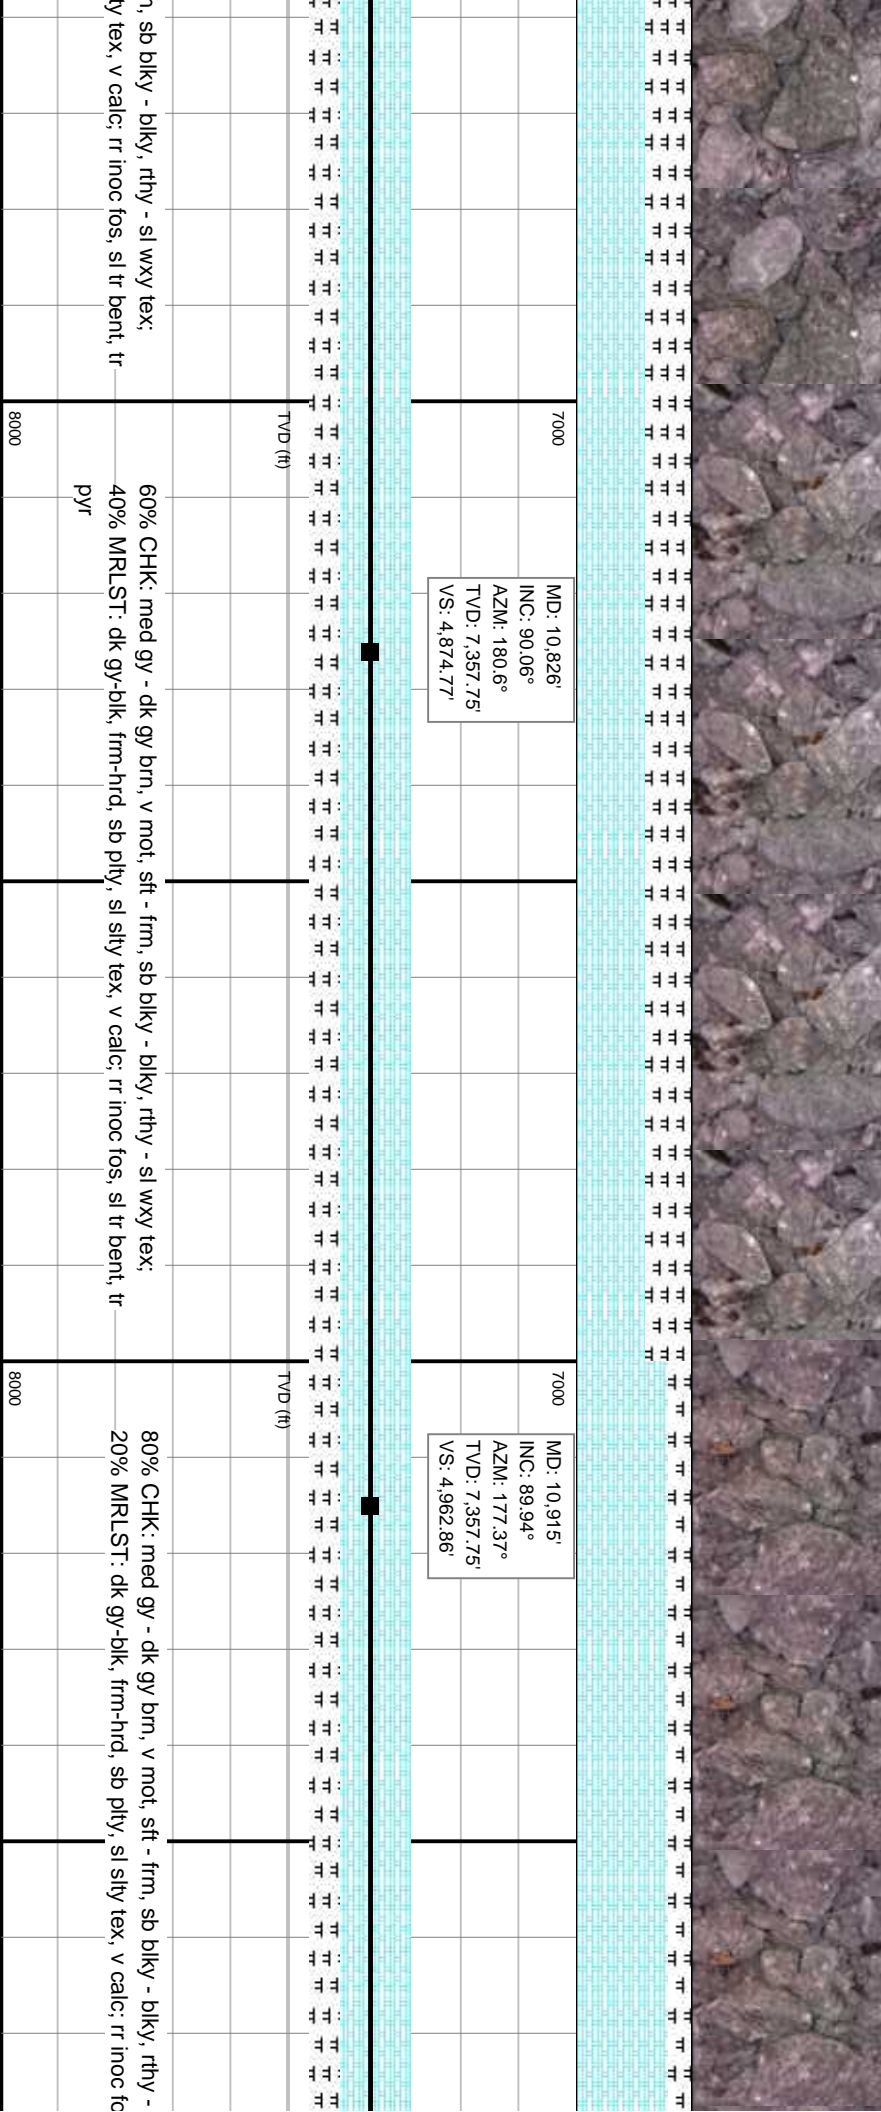 n, sb blky - blky, rthy - sl wxy tex;
ty tex, v calc; rr inoc fos, sl tr bent, tr
7000
TVD (ft)
8000
MD: 10,826'
INC: 90.06°
AZM: 180.6°
TVD: 7,357.75'
VS: 4,874.77'
60% CHK: med gy - dk gy brn, v mot, sft - frm, sb blky - blky, rthy - sl wxy tex;
40% MRLST: dk gy-blk, frm-hrd, sb plty, sl slty tex, v calc; rr inoc fos, sl tr bent, tr
pyr
7000
TVD (ft)
8000
MD: 10,915'
INC: 89.94°
AZM: 177.37°
TVD: 7,357.75'
VS: 4,962.86'
80% CHK: med gy - dk gy brn, v mot, sft - frm, sb blky - blky, rthy -
20% MRLST: dk gy-blk, frm-hrd, sb plty, sl slty tex, v calc; rr inoc fo